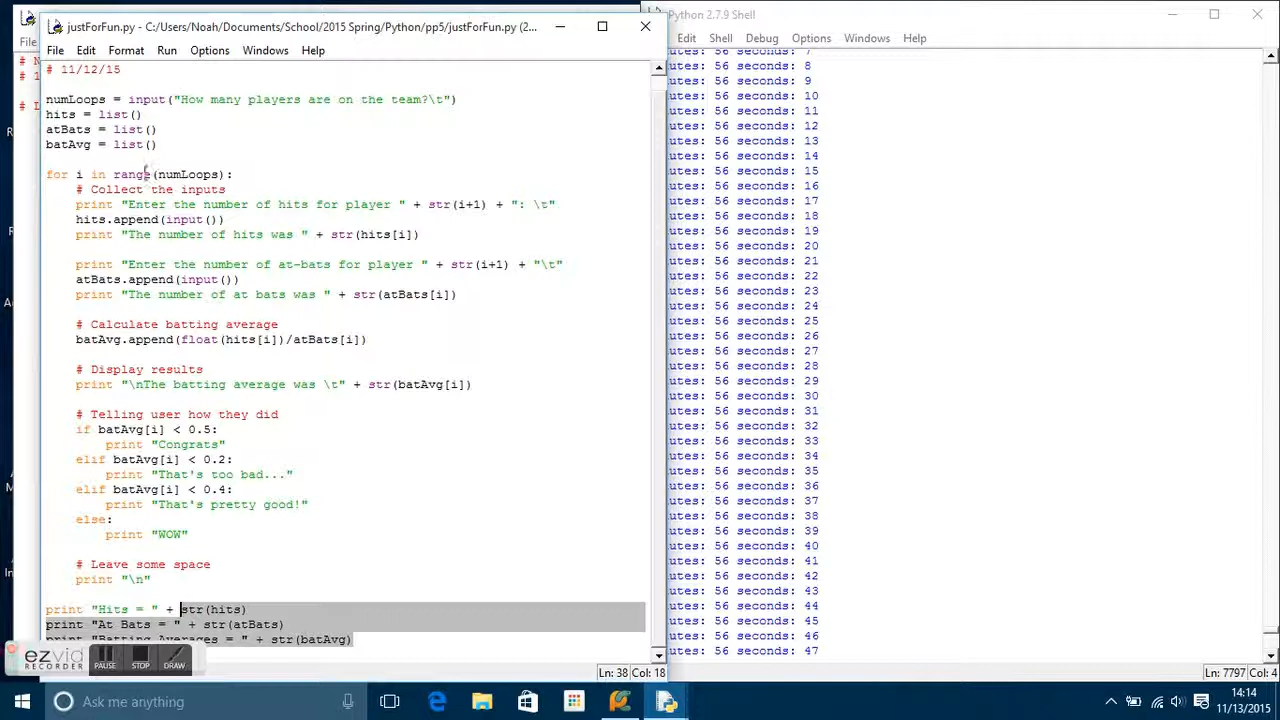 justForFun.py - C:/Users/Noah/Documents/School/2015 Spring/Python/pp5/justForFun.py (2...
File Edit Format Run Options Windows Help
# 11/12/15
numLoops = input("How many players are on the team?\t")
hits = list()
atBats = list()
batAvg = list()
for i in range(numLoops):
# Collect the inputs
print "Enter the number of hits for player " + str(i+1) + ": \t"
hits.append(input())
print "The number of hits was " + str(hits[i])
print "Enter the number of at-bats for player " + str(i+1) + "\t"
atBats.append(input())
print "The number of at bats was " + str(atBats[i])
# Calculate batting average
batAvg.append(float(hits[i])/atBats[i])
# Display results
print "\nThe batting average was \t" + str(batAvg[i])
# Telling user how they did
if batAvg[i] < 0.5:
print "Congrats"
elif batAvg[i] < 0.2:
print "That's too bad..."
elif batAvg[i] < 0.4:
print "That's pretty good!"
else:
print "WOW"
# Leave some space
print "\n"
print "Hits = " + str(hits)
print "At Bats = " + str(atBats)
print "Batting Averages = " + str(batAvg)
Ln: 38 Col: 18
File
# N
# 1
# L
Python 2.7.9 Shell
Edit Shell Debug Options Windows Help
utes: 56 seconds: 7
utes: 56 seconds: 8
utes: 56 seconds: 9
utes: 56 seconds: 10
utes: 56 seconds: 11
utes: 56 seconds: 12
utes: 56 seconds: 13
utes: 56 seconds: 14
utes: 56 seconds: 15
utes: 56 seconds: 16
utes: 56 seconds: 17
utes: 56 seconds: 18
utes: 56 seconds: 19
utes: 56 seconds: 20
utes: 56 seconds: 21
utes: 56 seconds: 22
utes: 56 seconds: 23
utes: 56 seconds: 24
utes: 56 seconds: 25
utes: 56 seconds: 26
utes: 56 seconds: 27
utes: 56 seconds: 28
utes: 56 seconds: 29
utes: 56 seconds: 30
utes: 56 seconds: 31
utes: 56 seconds: 32
utes: 56 seconds: 33
utes: 56 seconds: 34
utes: 56 seconds: 35
utes: 56 seconds: 36
utes: 56 seconds: 37
utes: 56 seconds: 38
utes: 56 seconds: 39
utes: 56 seconds: 40
utes: 56 seconds: 41
utes: 56 seconds: 42
utes: 56 seconds: 43
utes: 56 seconds: 44
utes: 56 seconds: 45
utes: 56 seconds: 46
utes: 56 seconds: 47
Ln: 7797 Col: 4
ezvid
RECORDER
PAUSE STOP DRAW
Ask me anything
14:14
11/13/2015